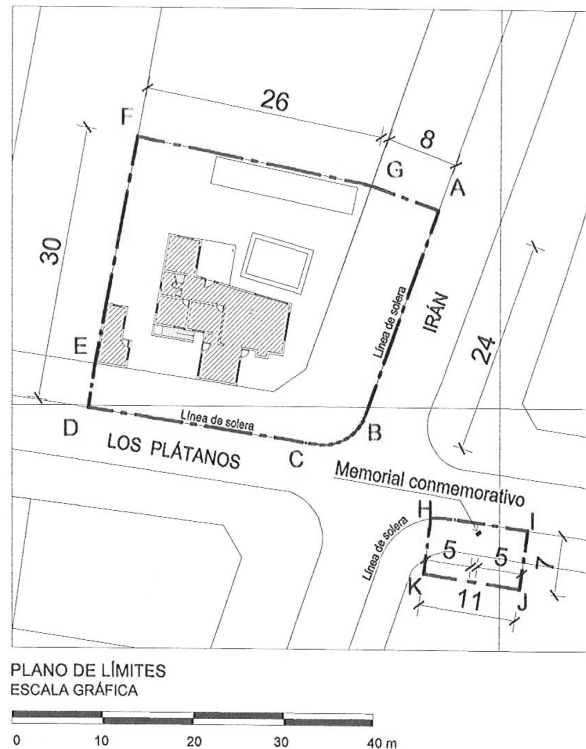 26
8
F
G
A
30
Línea de solera
IRÁN
24
E
D
Línea de solera
B
C
LOS PLÁTANOS
Memorial conmemorativo
H
I
Línea de solera
5
5
7
K
J
11
PLANO DE LÍMITES
ESCALA GRÁFICA
0 10 20 30 40 m